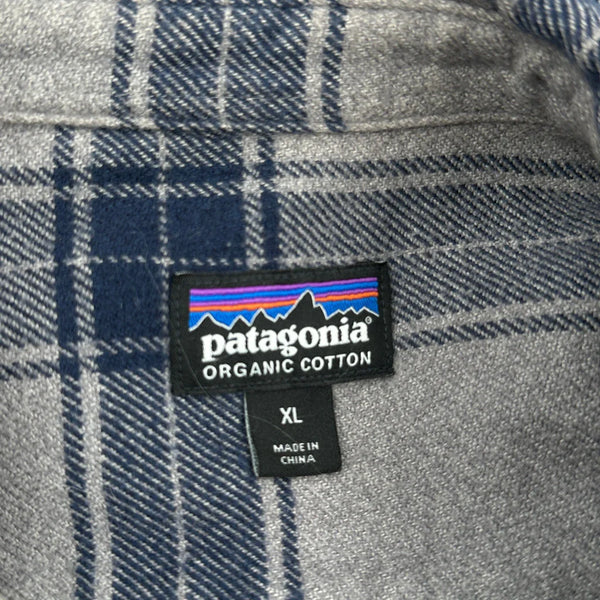 patagonia®
ORGANIC COTTON
XL
MADE IN
CHINA